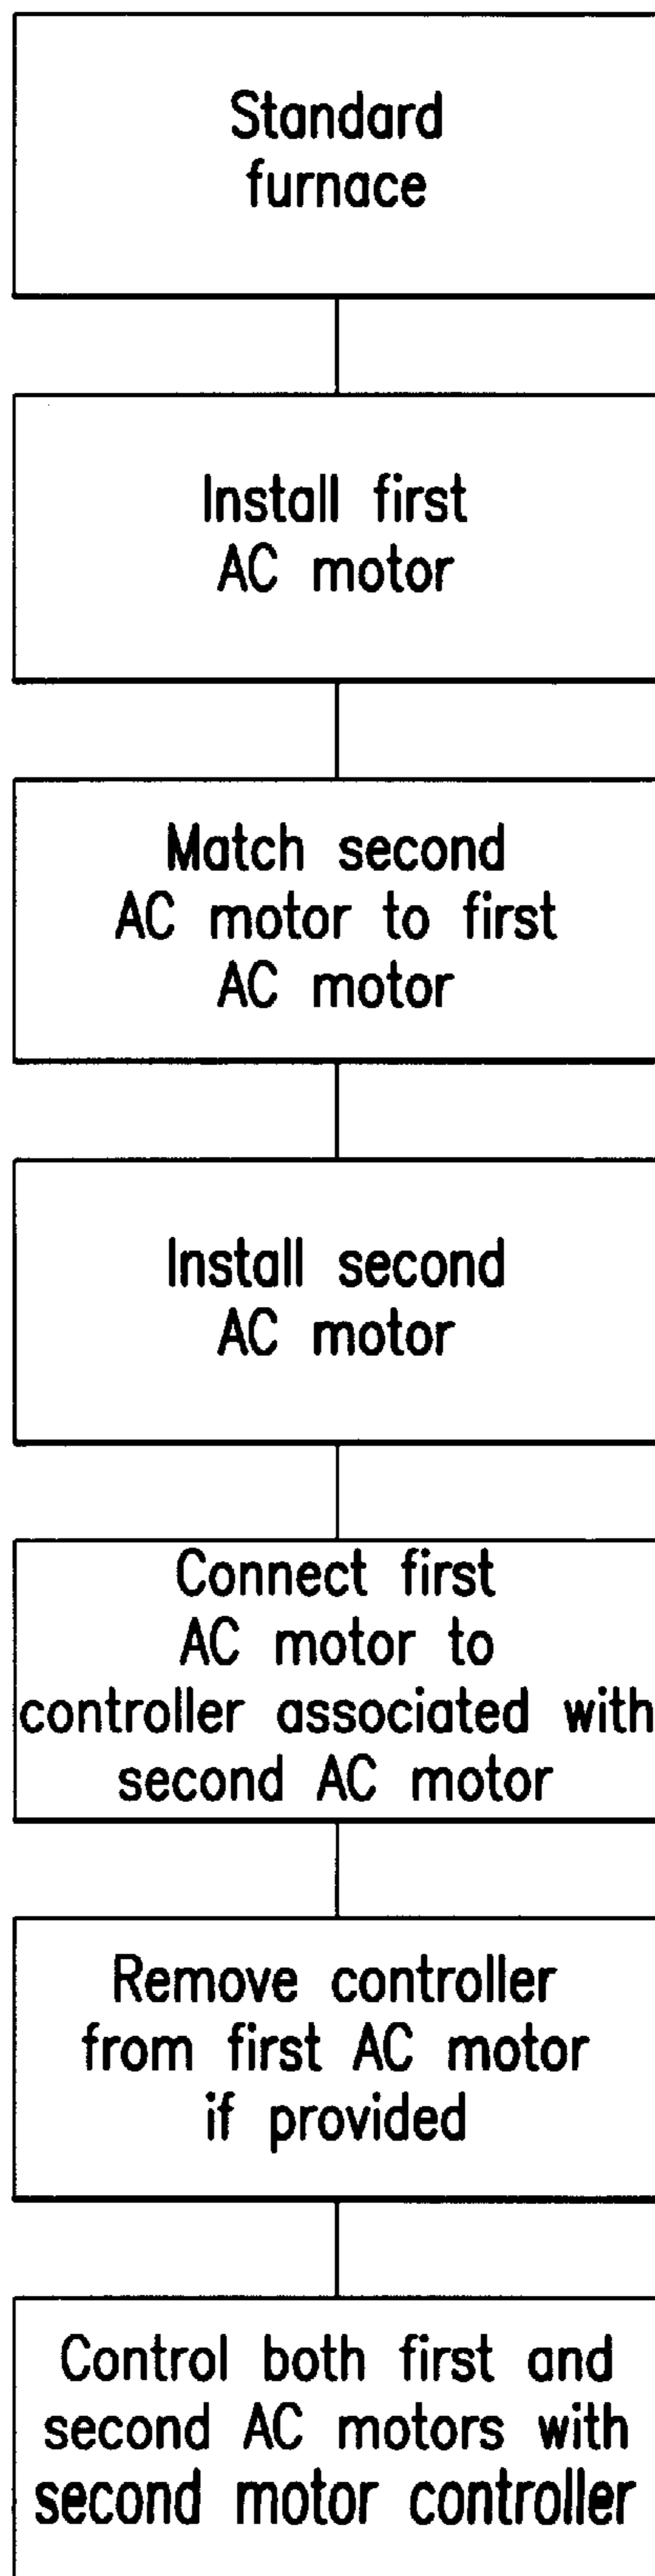 Standard
furnace
Install first
AC motor
Match second
AC motor to first
AC motor
Install second
AC motor
Connect first
AC motor to
controller associated with
second AC motor
Remove controller
from first AC motor
if provided
Control both first and
second AC motors with
second motor controller